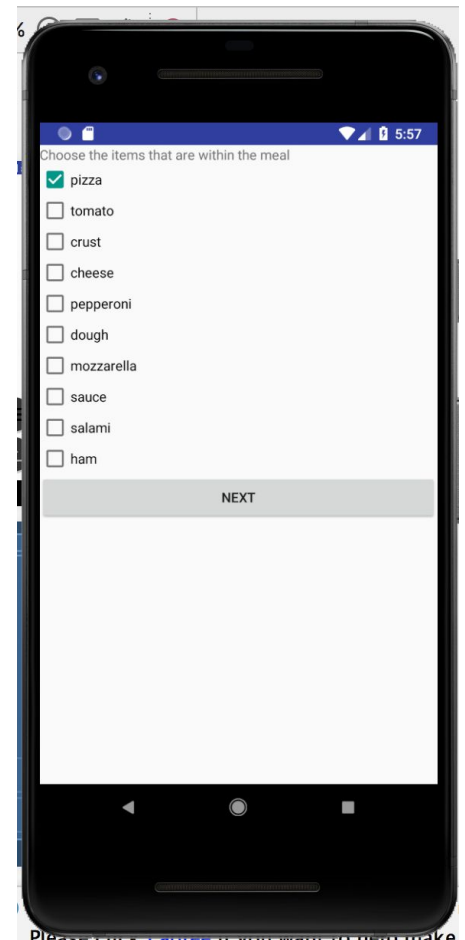 %
5:57
Choose the items that are within the meal
pizza
tomato
crust
cheese
pepperoni
dough
mozzarella
sauce
salami
ham
NEXT